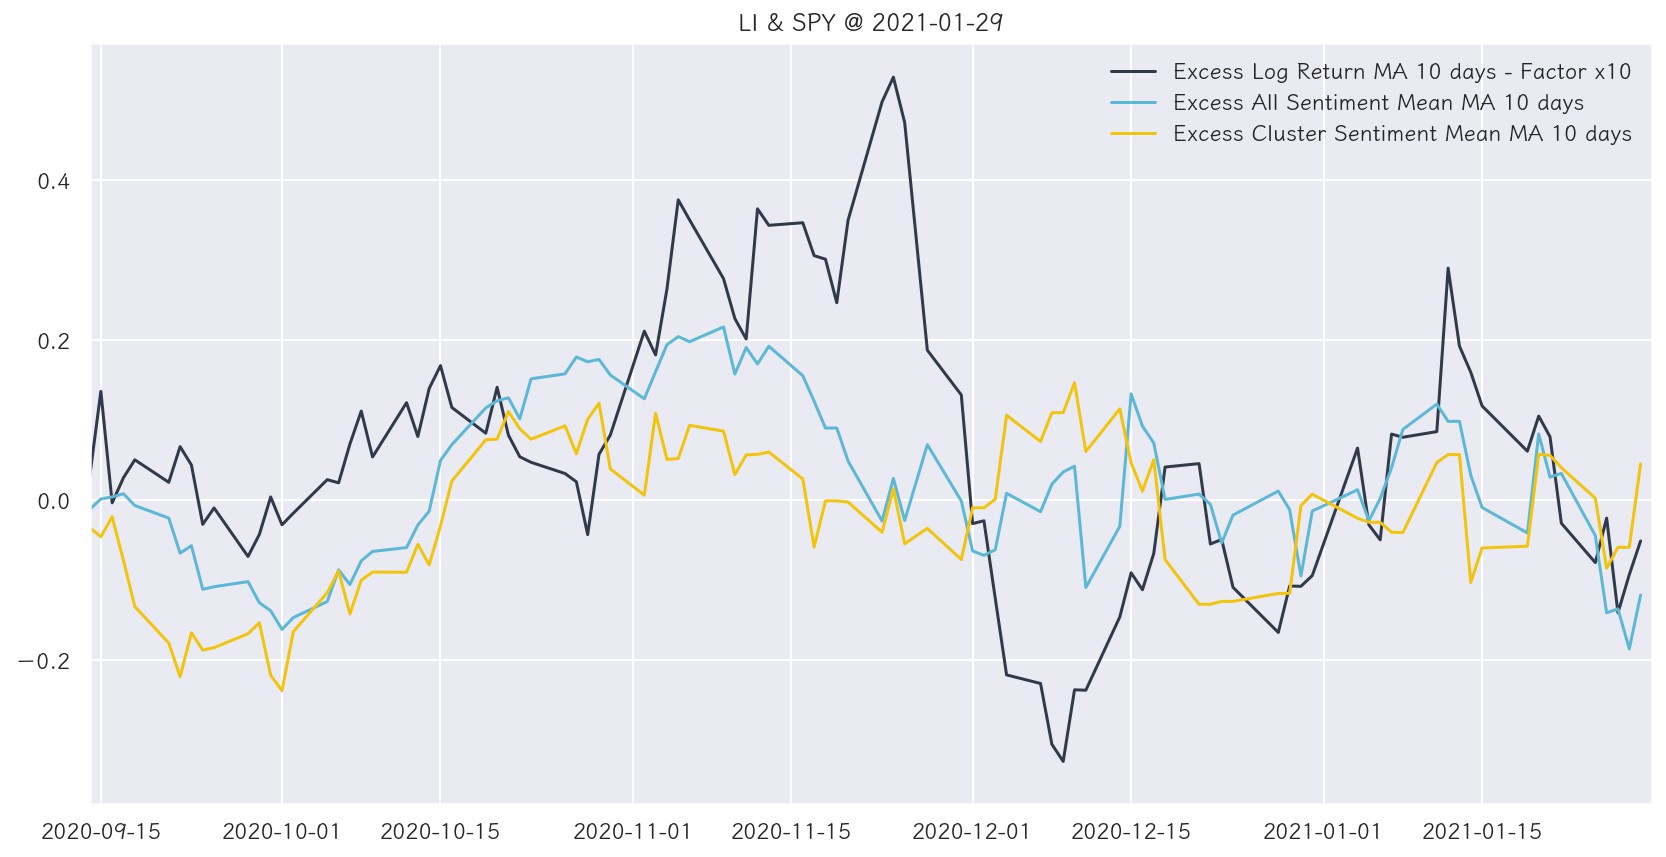 LI & SPY @ 2021-01-29
Excess Log Return MA 10 days - Factor x10
Excess All Sentiment Mean MA 10 days
Excess Cluster Sentiment Mean MA 10 days
0.4
0.2
0.0
−0.2
2020-09-15 2020-10-01 2020-10-15 2020-11-01 2020-11-15 2020-12-01 2020-12-15 2021-01-01 2021-01-15